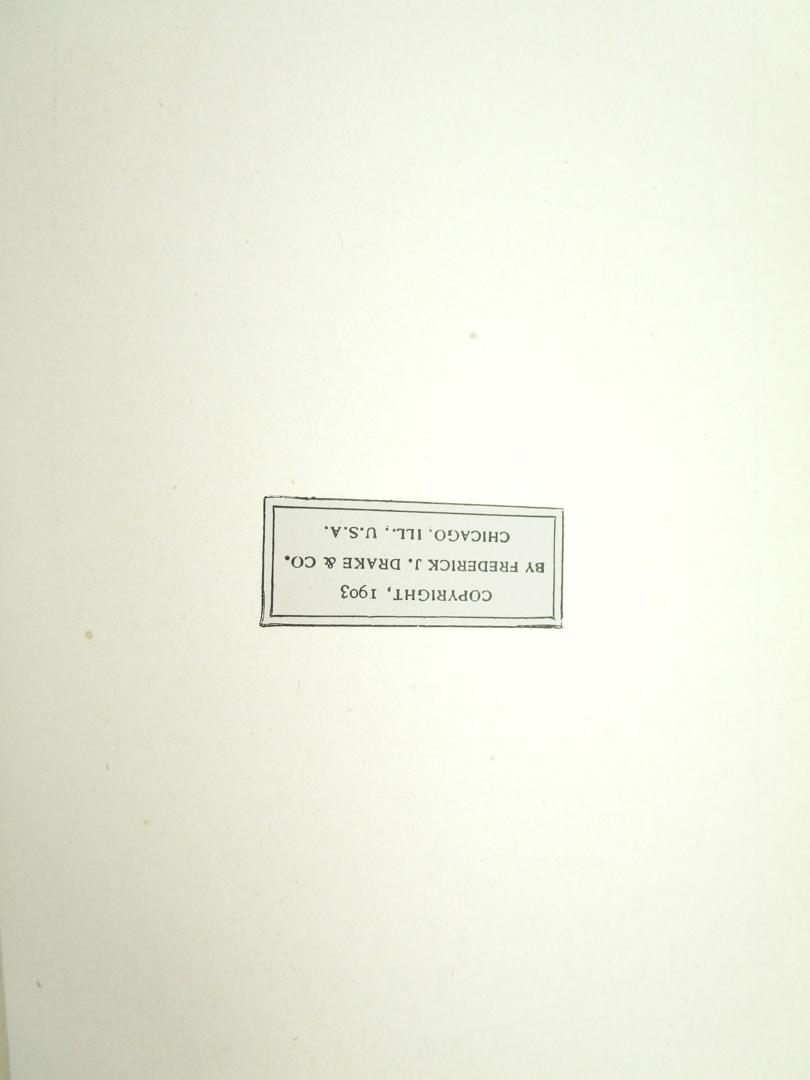 COPYRIGHT, 1903
BY FREDERICK J. DRAKE & CO.
CHICAGO, ILL., U.S.A.